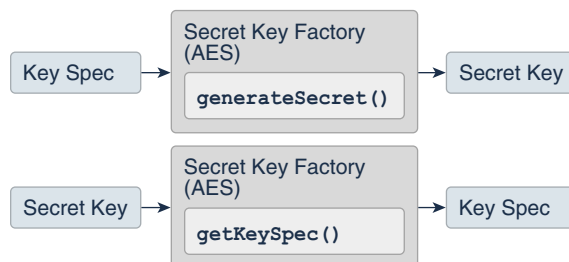 Secret Key Factory
(AES)
Key Spec
Secret Key
generateSecret()
Secret Key Factory
(AES)
Secret Key
Key Spec
getKeySpec()